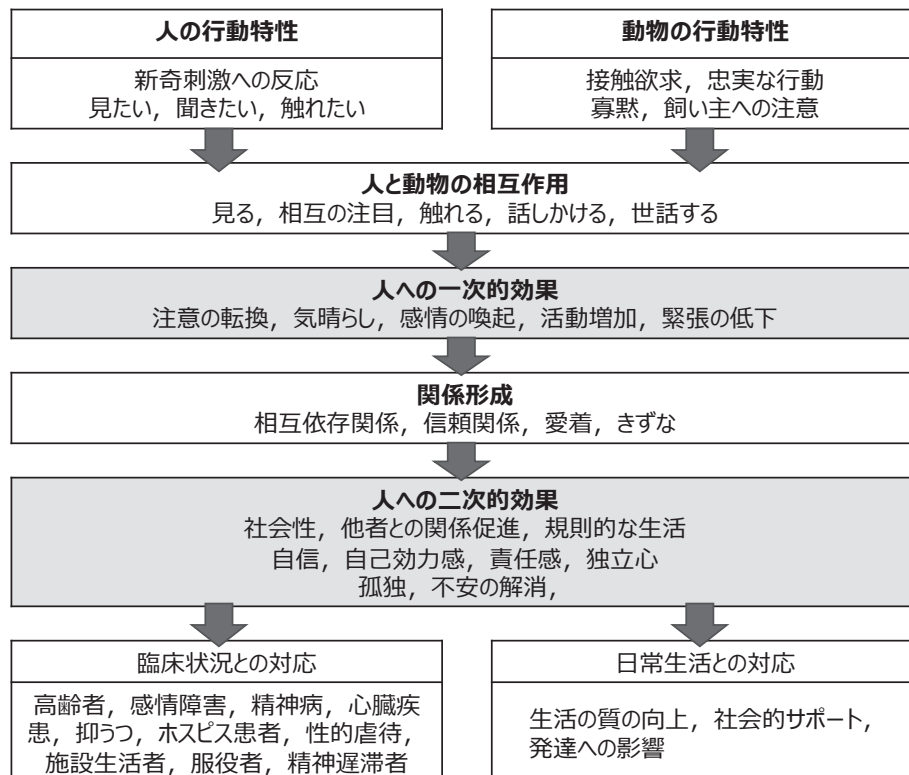 人の行動特性
新奇刺激への反応
見たい，聞きたい，触れたい
動物の行動特性
接触欲求，忠実な行動
寡黙，飼い主への注意
人と動物の相互作用
見る，相互の注目，触れる，話しかける，世話する
人への一次的効果
注意の転換，気晴らし，感情の喚起，活動増加，緊張の低下
関係形成
相互依存関係，信頼関係，愛着，きずな
人への二次的効果
社会性，他者との関係促進，規則的な生活
自信，自己効力感，責任感，独立心
孤独，不安の解消，
臨床状況との対応
高齢者，感情障害，精神病，心臓疾
患，抑うつ，ホスピス患者，性的虐待，
施設生活者，服役者，精神遅滞者
日常生活との対応
生活の質の向上，社会的サポート，
発達への影響